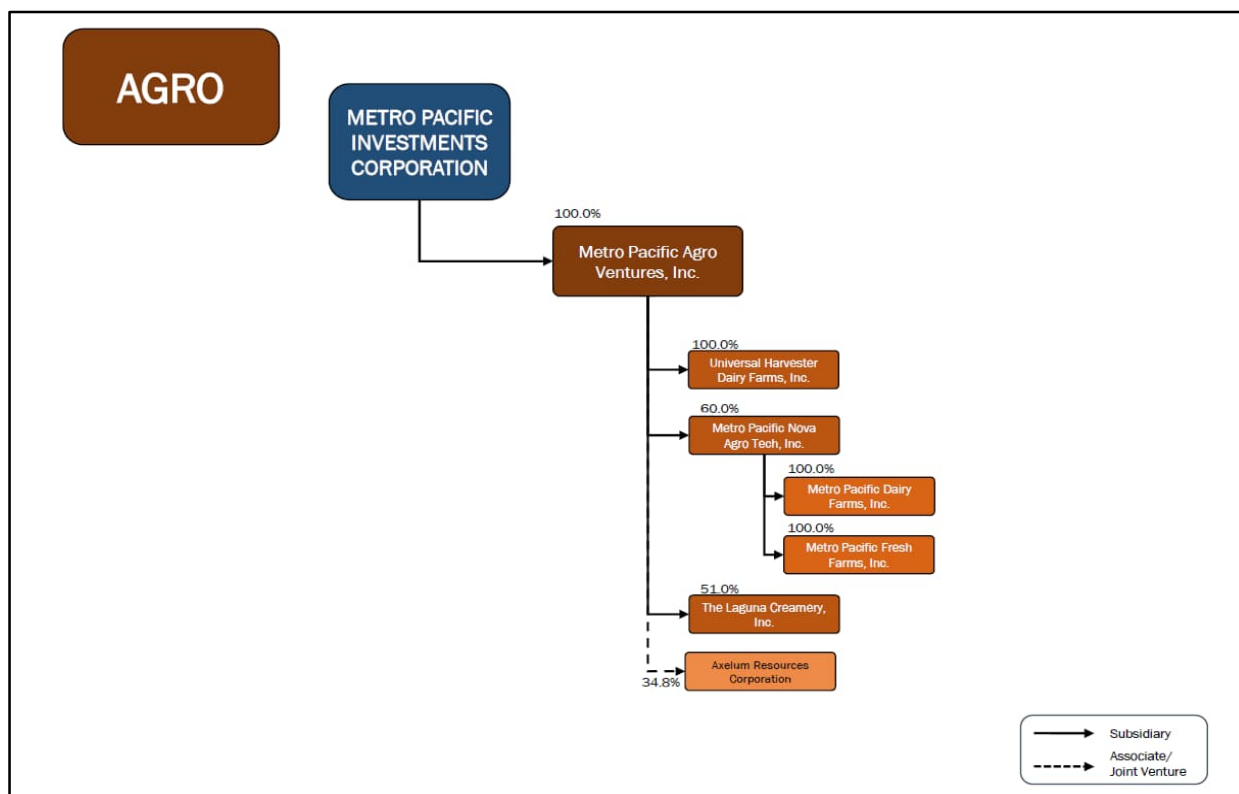 AGRO
METRO PACIFIC
INVESTMENTS
CORPORATION
100.0%
Metro Pacific Agro
Ventures, Inc.
100.0%
Universal Harvester
Dairy Farms, Inc.
60.0%
Metro Pacific Nova
Agro Tech, Inc.
100.0%
Metro Pacific Dairy
Farms, Inc.
100.0%
Metro Pacific Fresh
Farms, Inc.
51.0%
The Laguna Creamery,
Inc.
34.8%
Axelum Resources
Corporation
Subsidiary
Associate/
Joint Venture